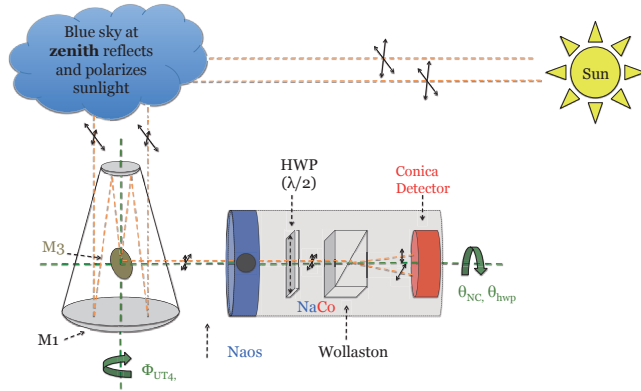 Blue sky at
zenith reflects
and polarizes
sunlight
Sun
HWP
(λ/2)
Conica
Detector
M3
θNC, θhwp
NaCo
M1
Naos
Wollaston
ΦUT4,